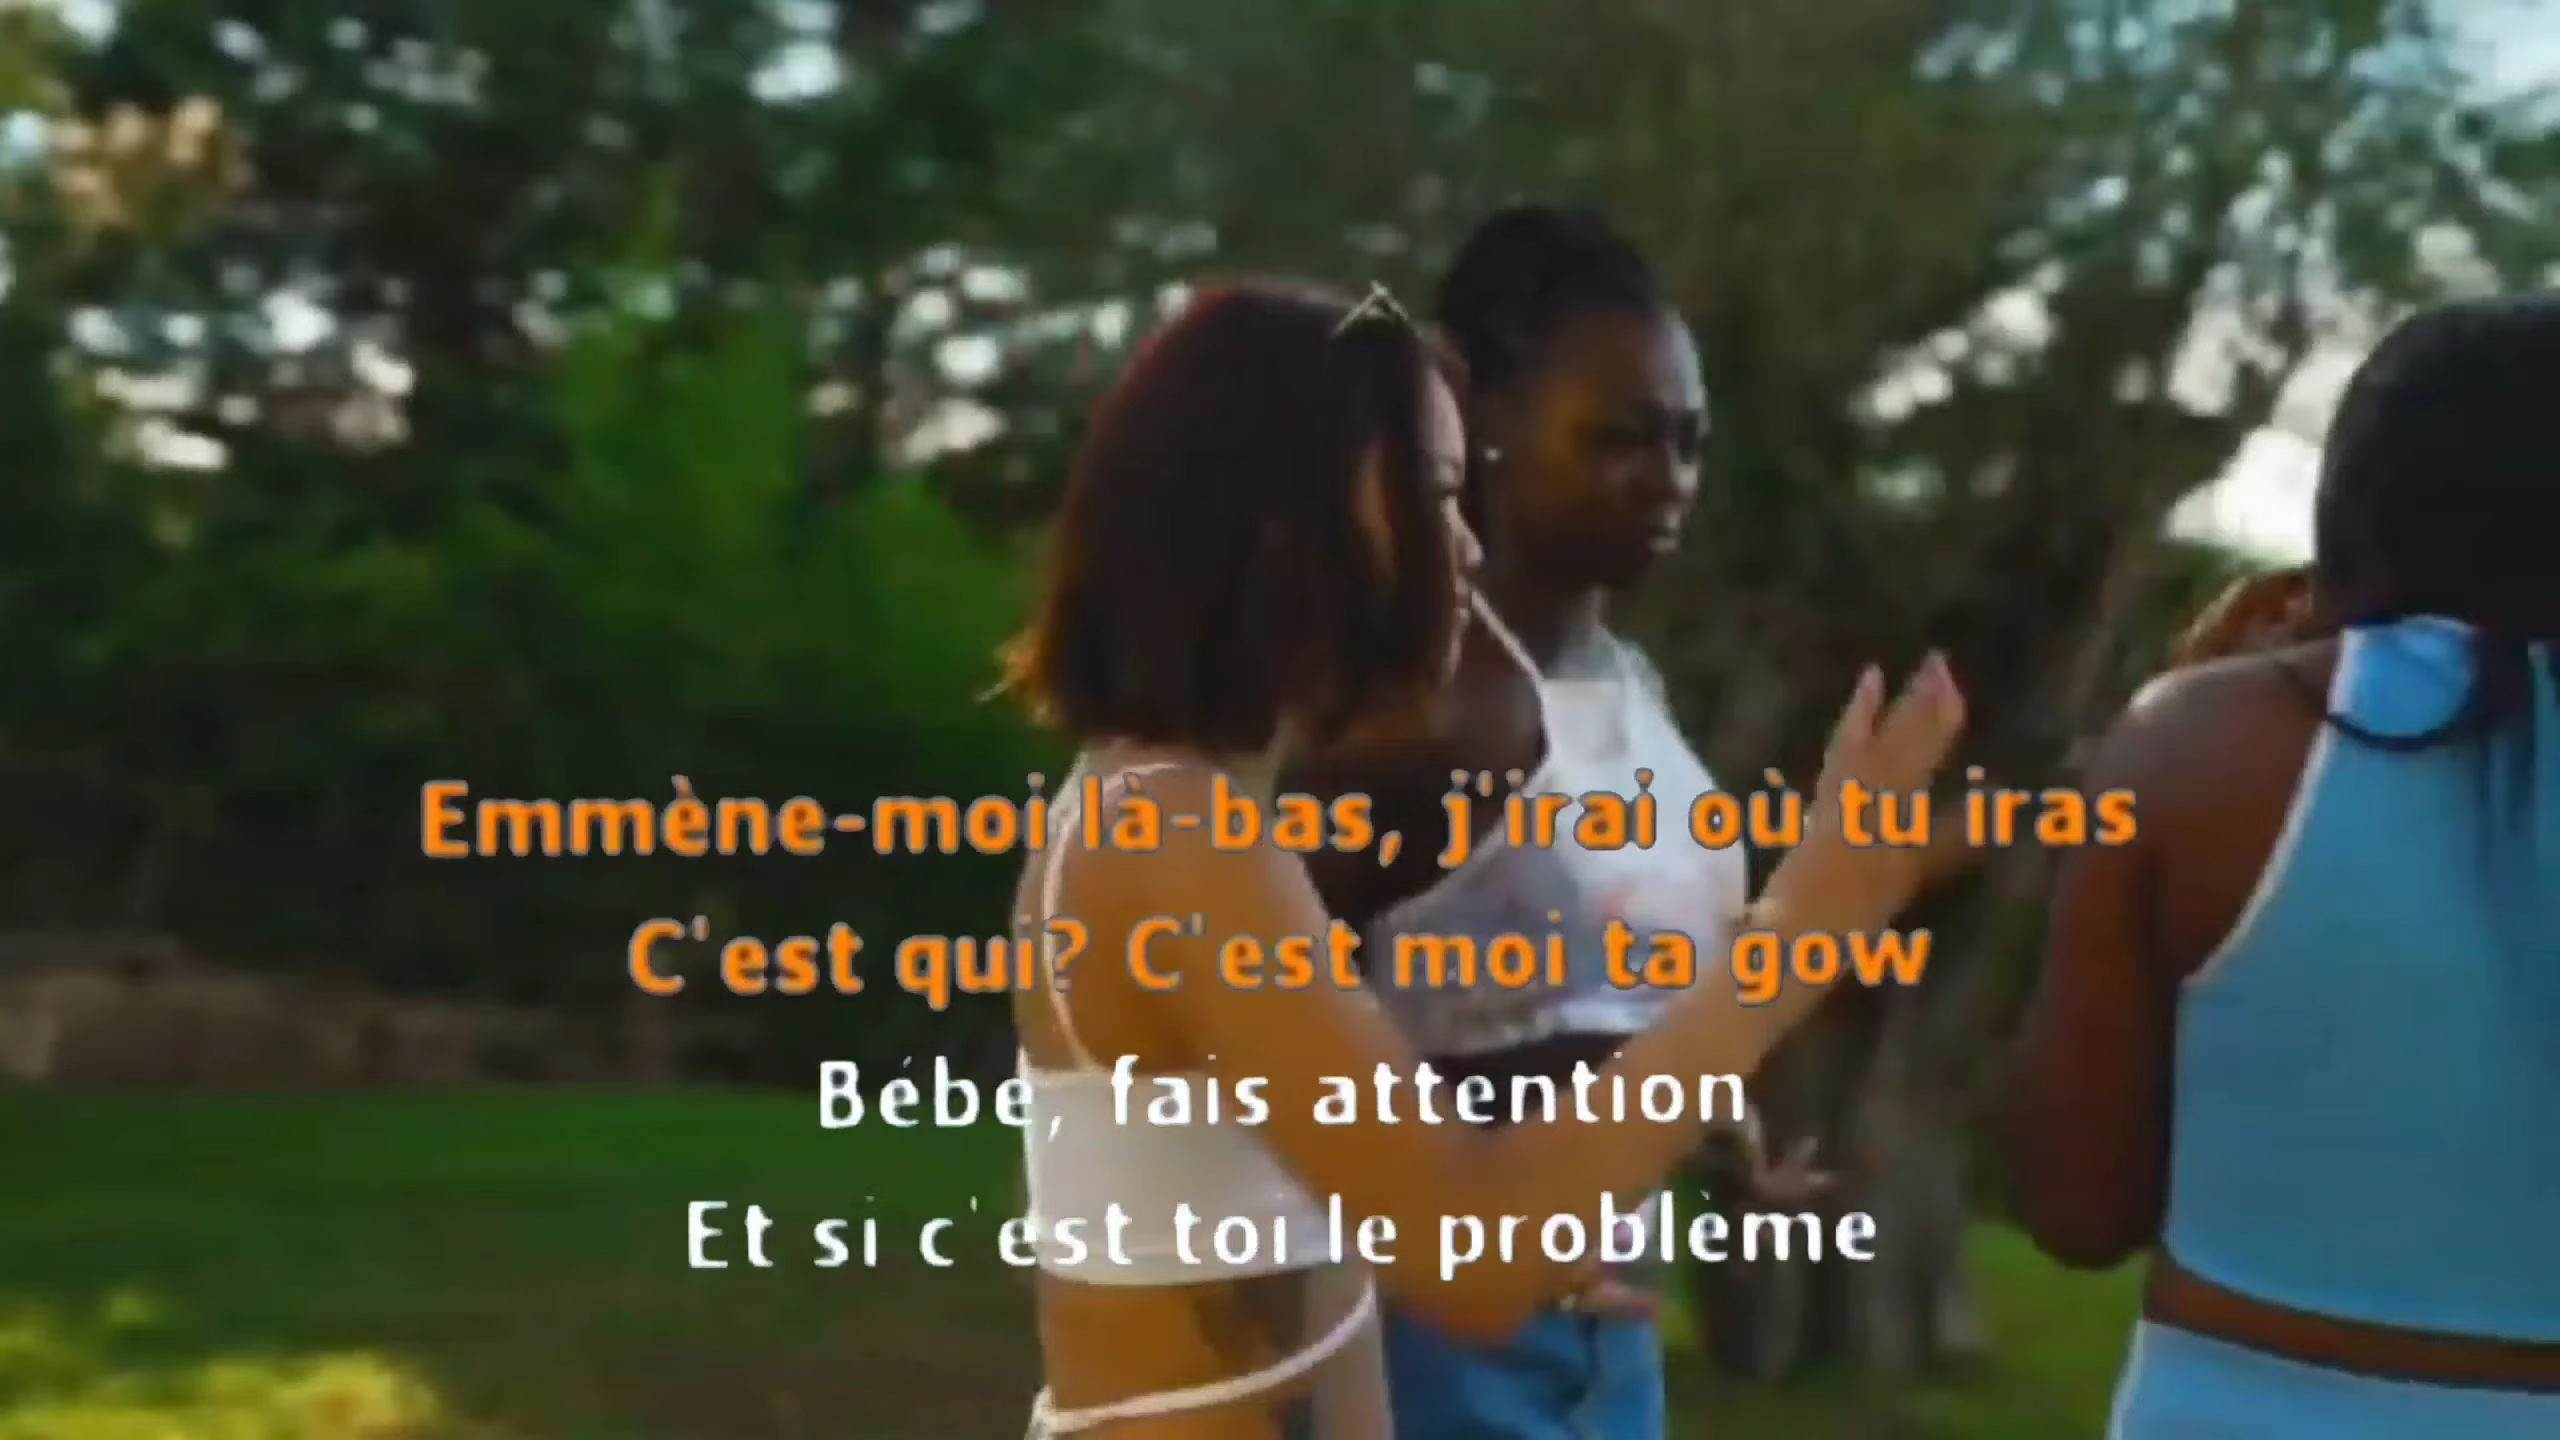 Emmène-moi là-bas, j'irai où tu iras
C'est qui? C'est moi ta gow
Bébe, fais attention
Et si c'est toi le problème